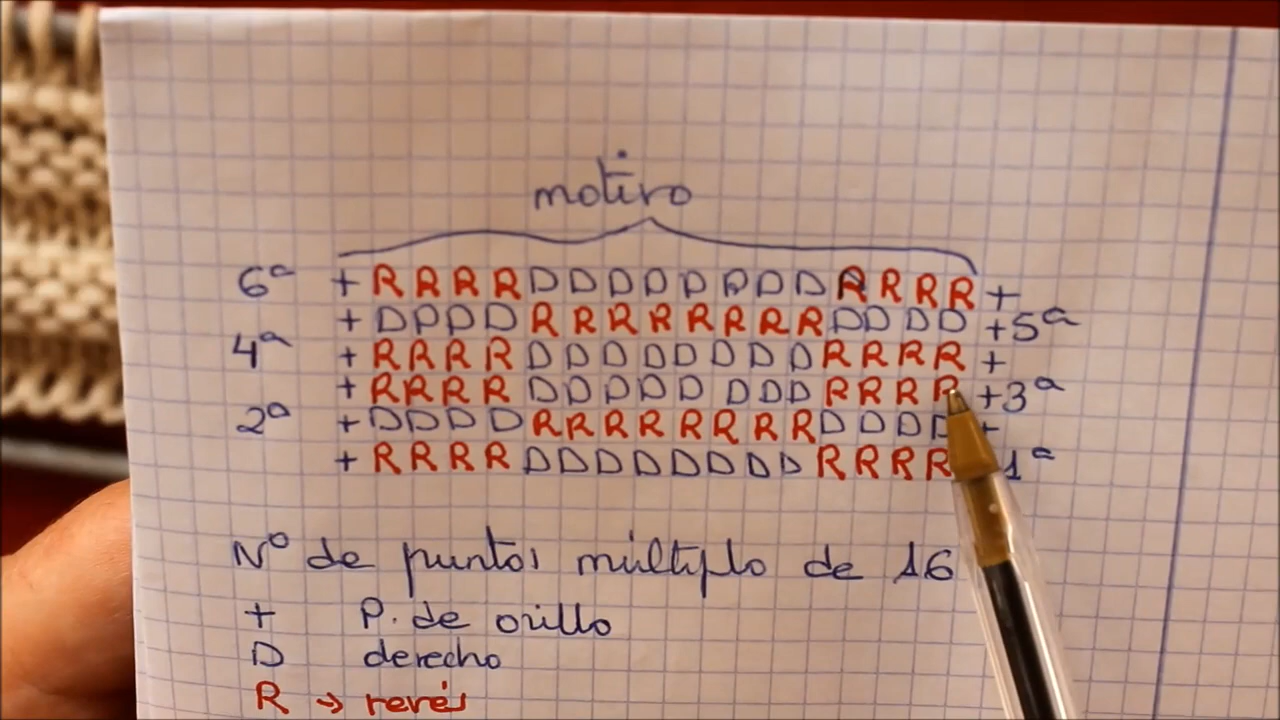 motivo
6ª + R R R R D D D D D D D D R R R R +
+ D D D D R R R R R R R R D D D D + 5ª
4ª + R R R R D D D D D D D D R R R R +
+ R R R R D D D D D D D D R R R R + 3ª
2ª + D D D D R R R R R R R R D D D D +
+ R R R R D D D D D D D D R R R R 1ª
Nº de puntos múltiplo de 16
+ P. de orillo
D derecho
R → revés